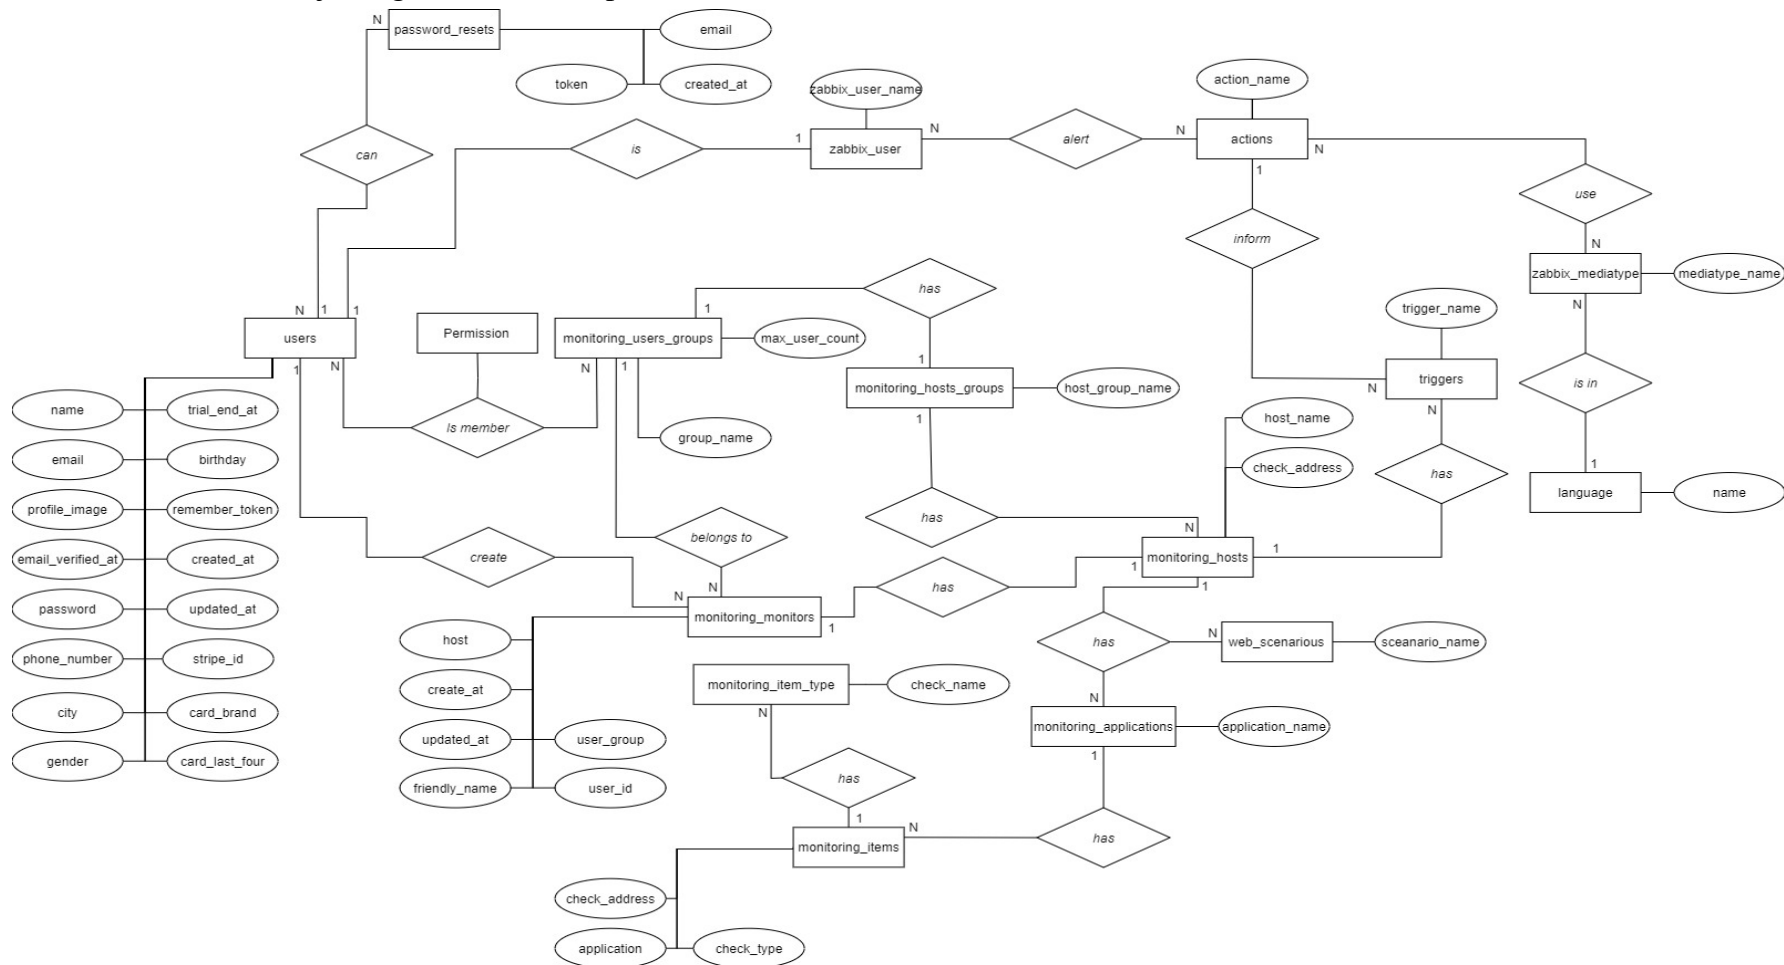 N
password_resets
email
token
created_at
can
zabbix_user_name
1
zabbix_user
is
N
alert
N
action_name
actions
N
1
use
inform
N
zabbix_mediatype
mediatype_name
N
is in
1
language
name
trigger_name
triggers
N
N
has
N
1
1
users
1
N
Permission
Is member
monitoring_users_groups
1
N
1
max_user_count
group_name
has
1
monitoring_hosts_groups
host_group_name
1
has
host_name
check_address
N
monitoring_hosts
1
1
1
name
trial_end_at
email
birthday
profile_image
remember_token
email_verified_at
created_at
password
updated_at
phone_number
stripe_id
city
card_brand
gender
card_last_four
create
belongs to
N
N
monitoring_monitors
1
has
host
create_at
updated_at
user_group
friendly_name
user_id
has
N
web_scenarious
sceanario_name
N
monitoring_applications
application_name
1
has
monitoring_item_type
check_name
N
has
1
N
monitoring_items
check_address
application
check_type